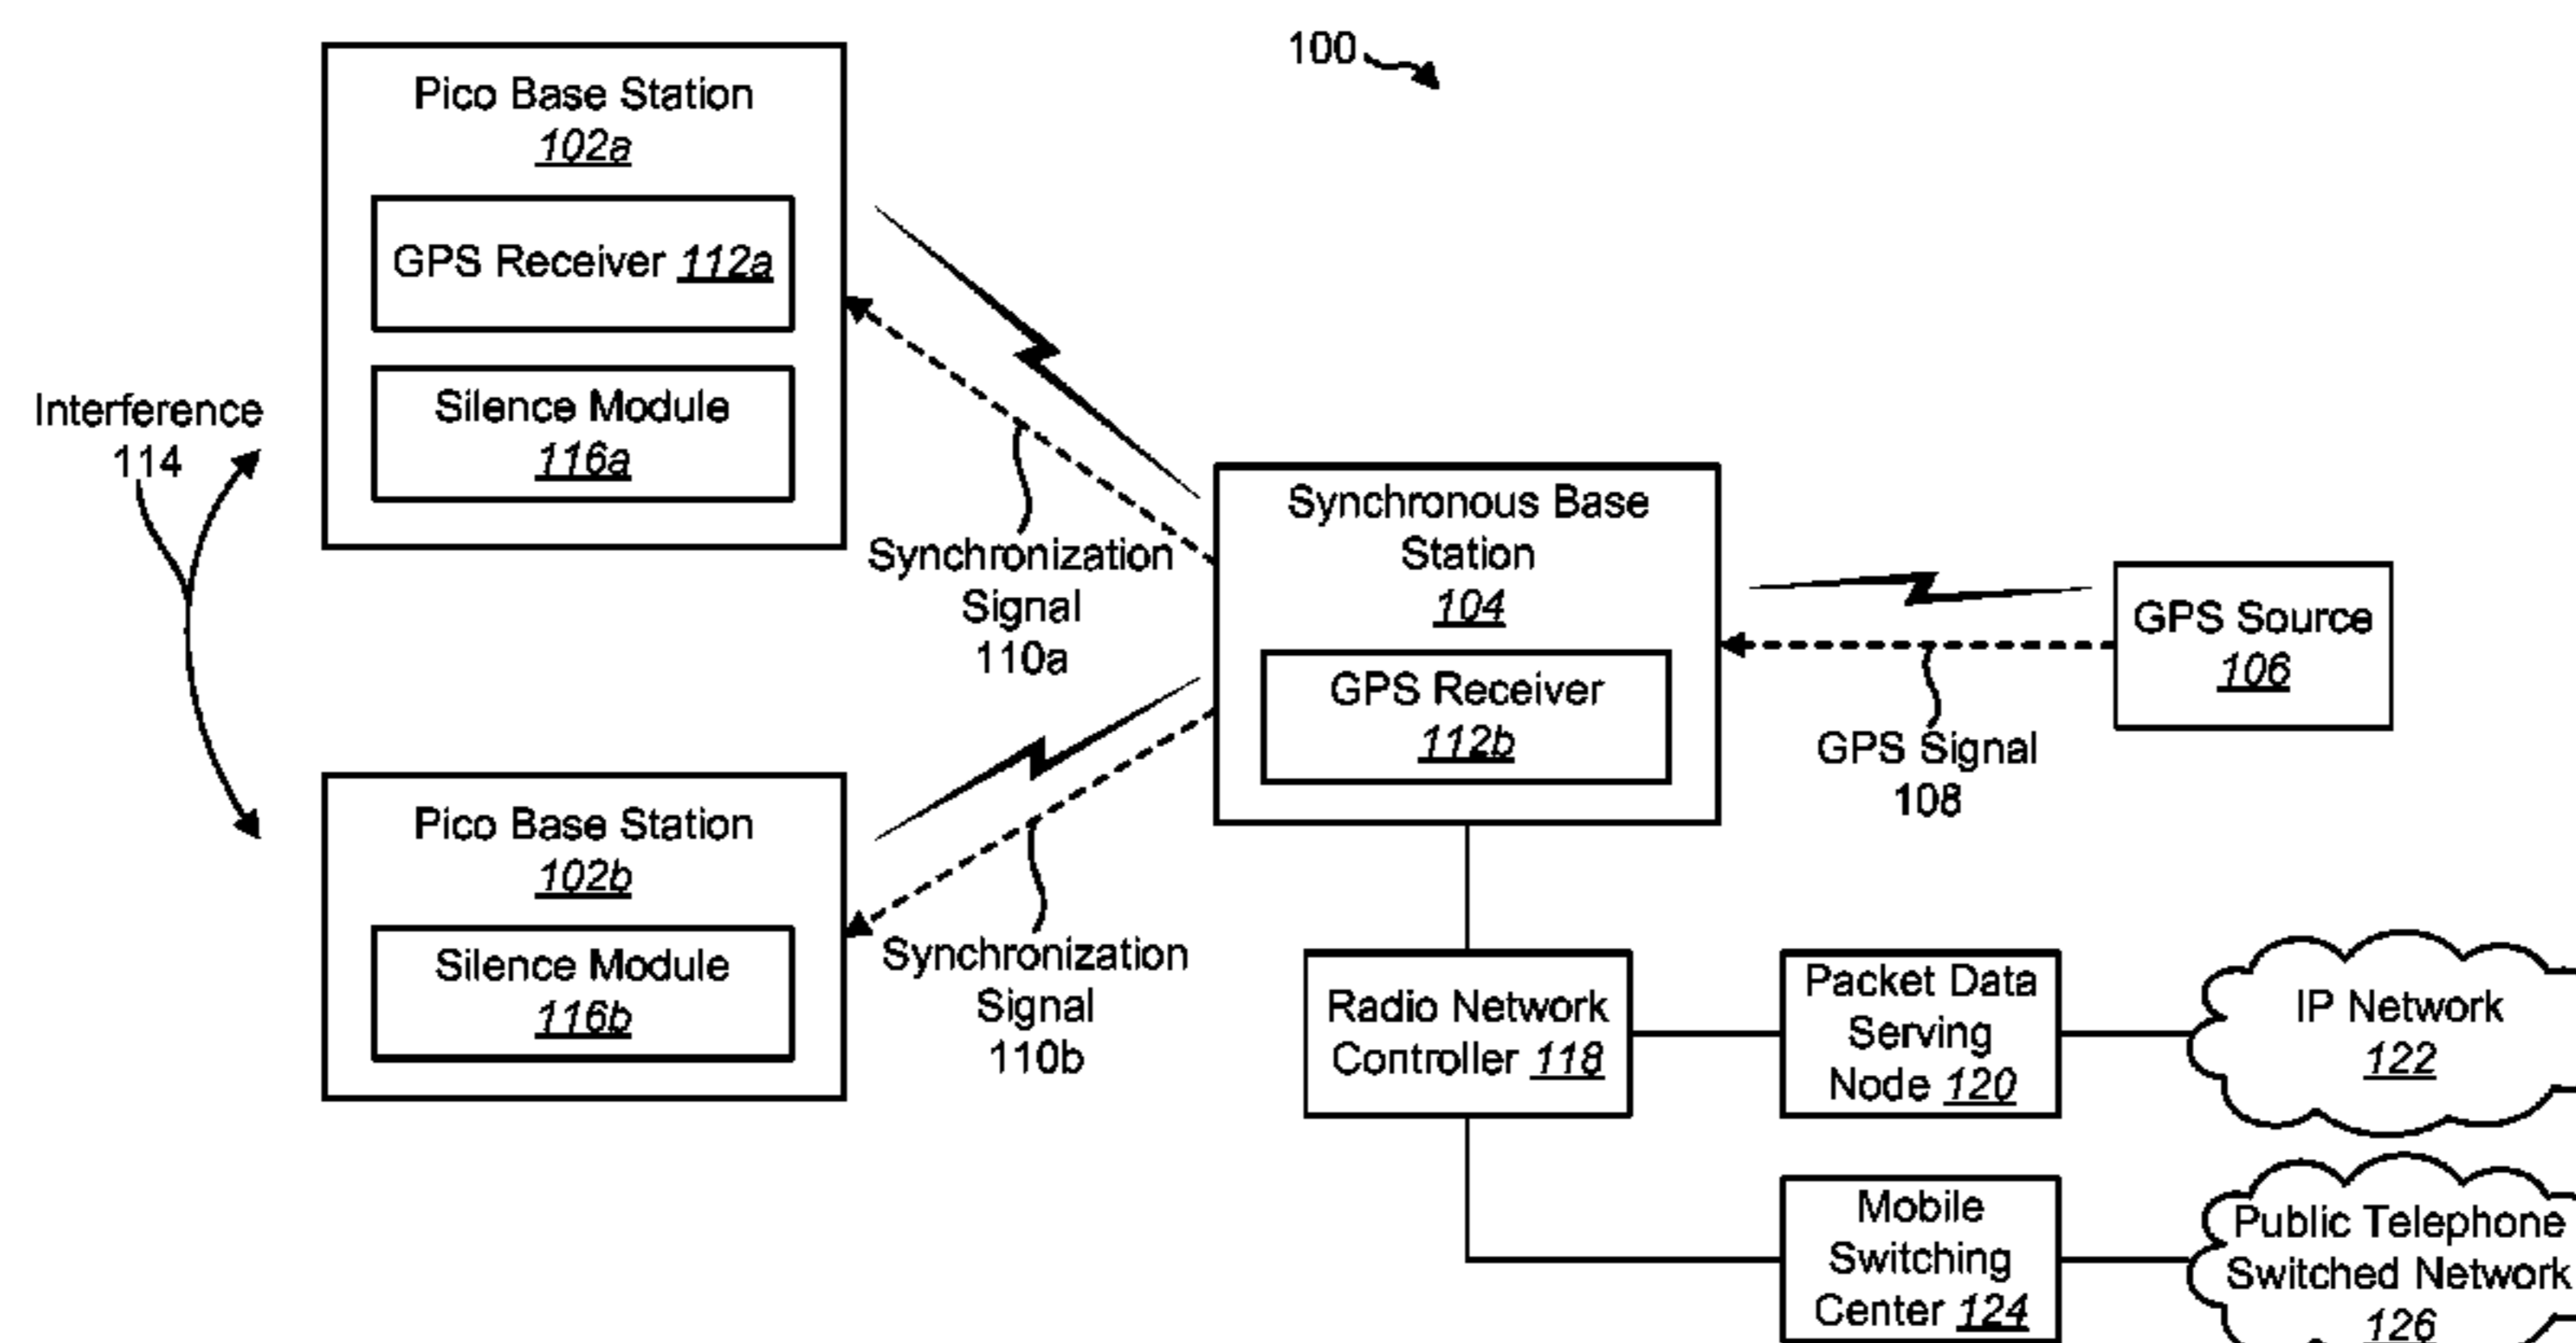 100
Pico Base Station
102a
GPS Receiver 112a
Silence Module
116a
Interference
114
Synchronization
Signal
110a
Synchronous Base
Station
104
GPS Receiver
112b
GPS Source
106
GPS Signal
108
Pico Base Station
102b
Silence Module
116b
Synchronization
Signal
110b
Radio Network
Controller 118
Packet Data
Serving
Node 120
IP Network
122
Mobile
Switching
Center 124
Public Telephone
Switched Network
126